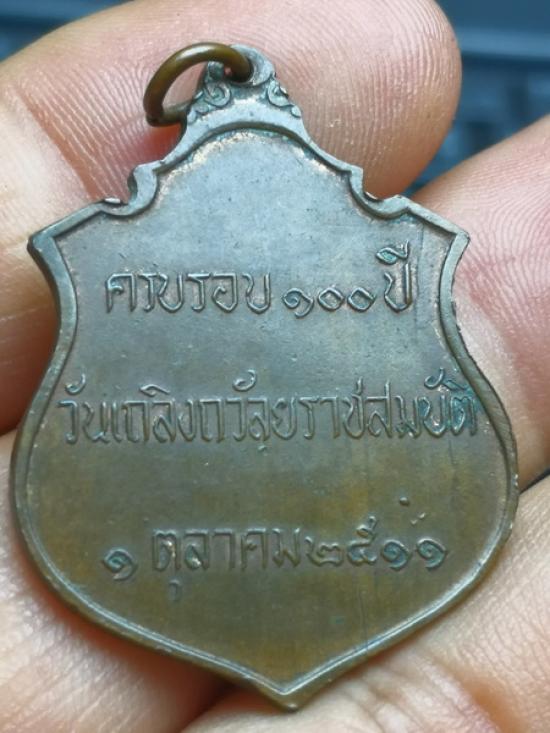 ครบรอบ ๑๐๐ ปี
วันเถลิงถวัลยราชสมบัติ
๑ ตุลาคม ๒๕๑๑